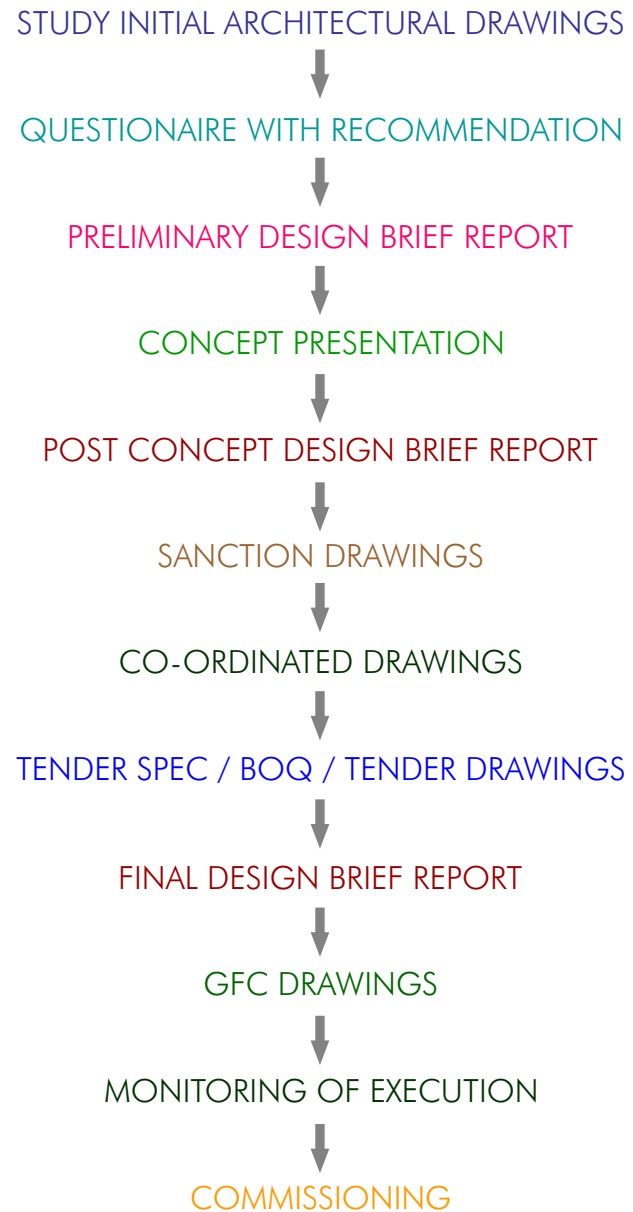 STUDY INITIAL ARCHITECTURAL DRAWINGS
QUESTIONAIRE WITH RECOMMENDATION
PRELIMINARY DESIGN BRIEF REPORT
CONCEPT PRESENTATION
POST CONCEPT DESIGN BRIEF REPORT
SANCTION DRAWINGS
CO-ORDINATED DRAWINGS
TENDER SPEC / BOQ / TENDER DRAWINGS
FINAL DESIGN BRIEF REPORT
GFC DRAWINGS
MONITORING OF EXECUTION
COMMISSIONING